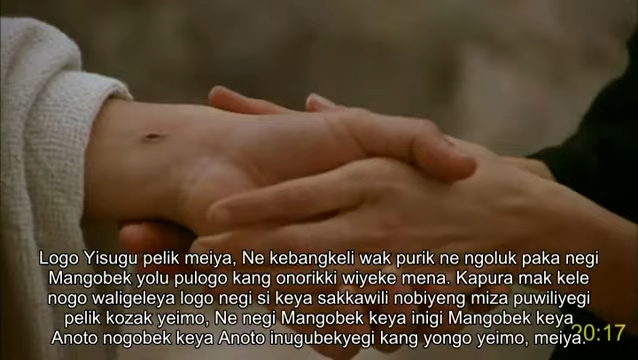 Logo Yisugu pelik meiya, Ne kebangkeli wak purik ne ngoluk paka negi
Mangobek yolu pulogo kang onorikki wiyeke mena. Kapura mak kele
nogo waligeleya logo negi si keya sakkawili nobiyeng miza puwiliyegi
pelik kozak yeimo, Ne negi Mangobek keya inigi Mangobek keya
Anoto nogobek keya Anoto inugubekyegi kang yongo yeimo, meiya.
20:17